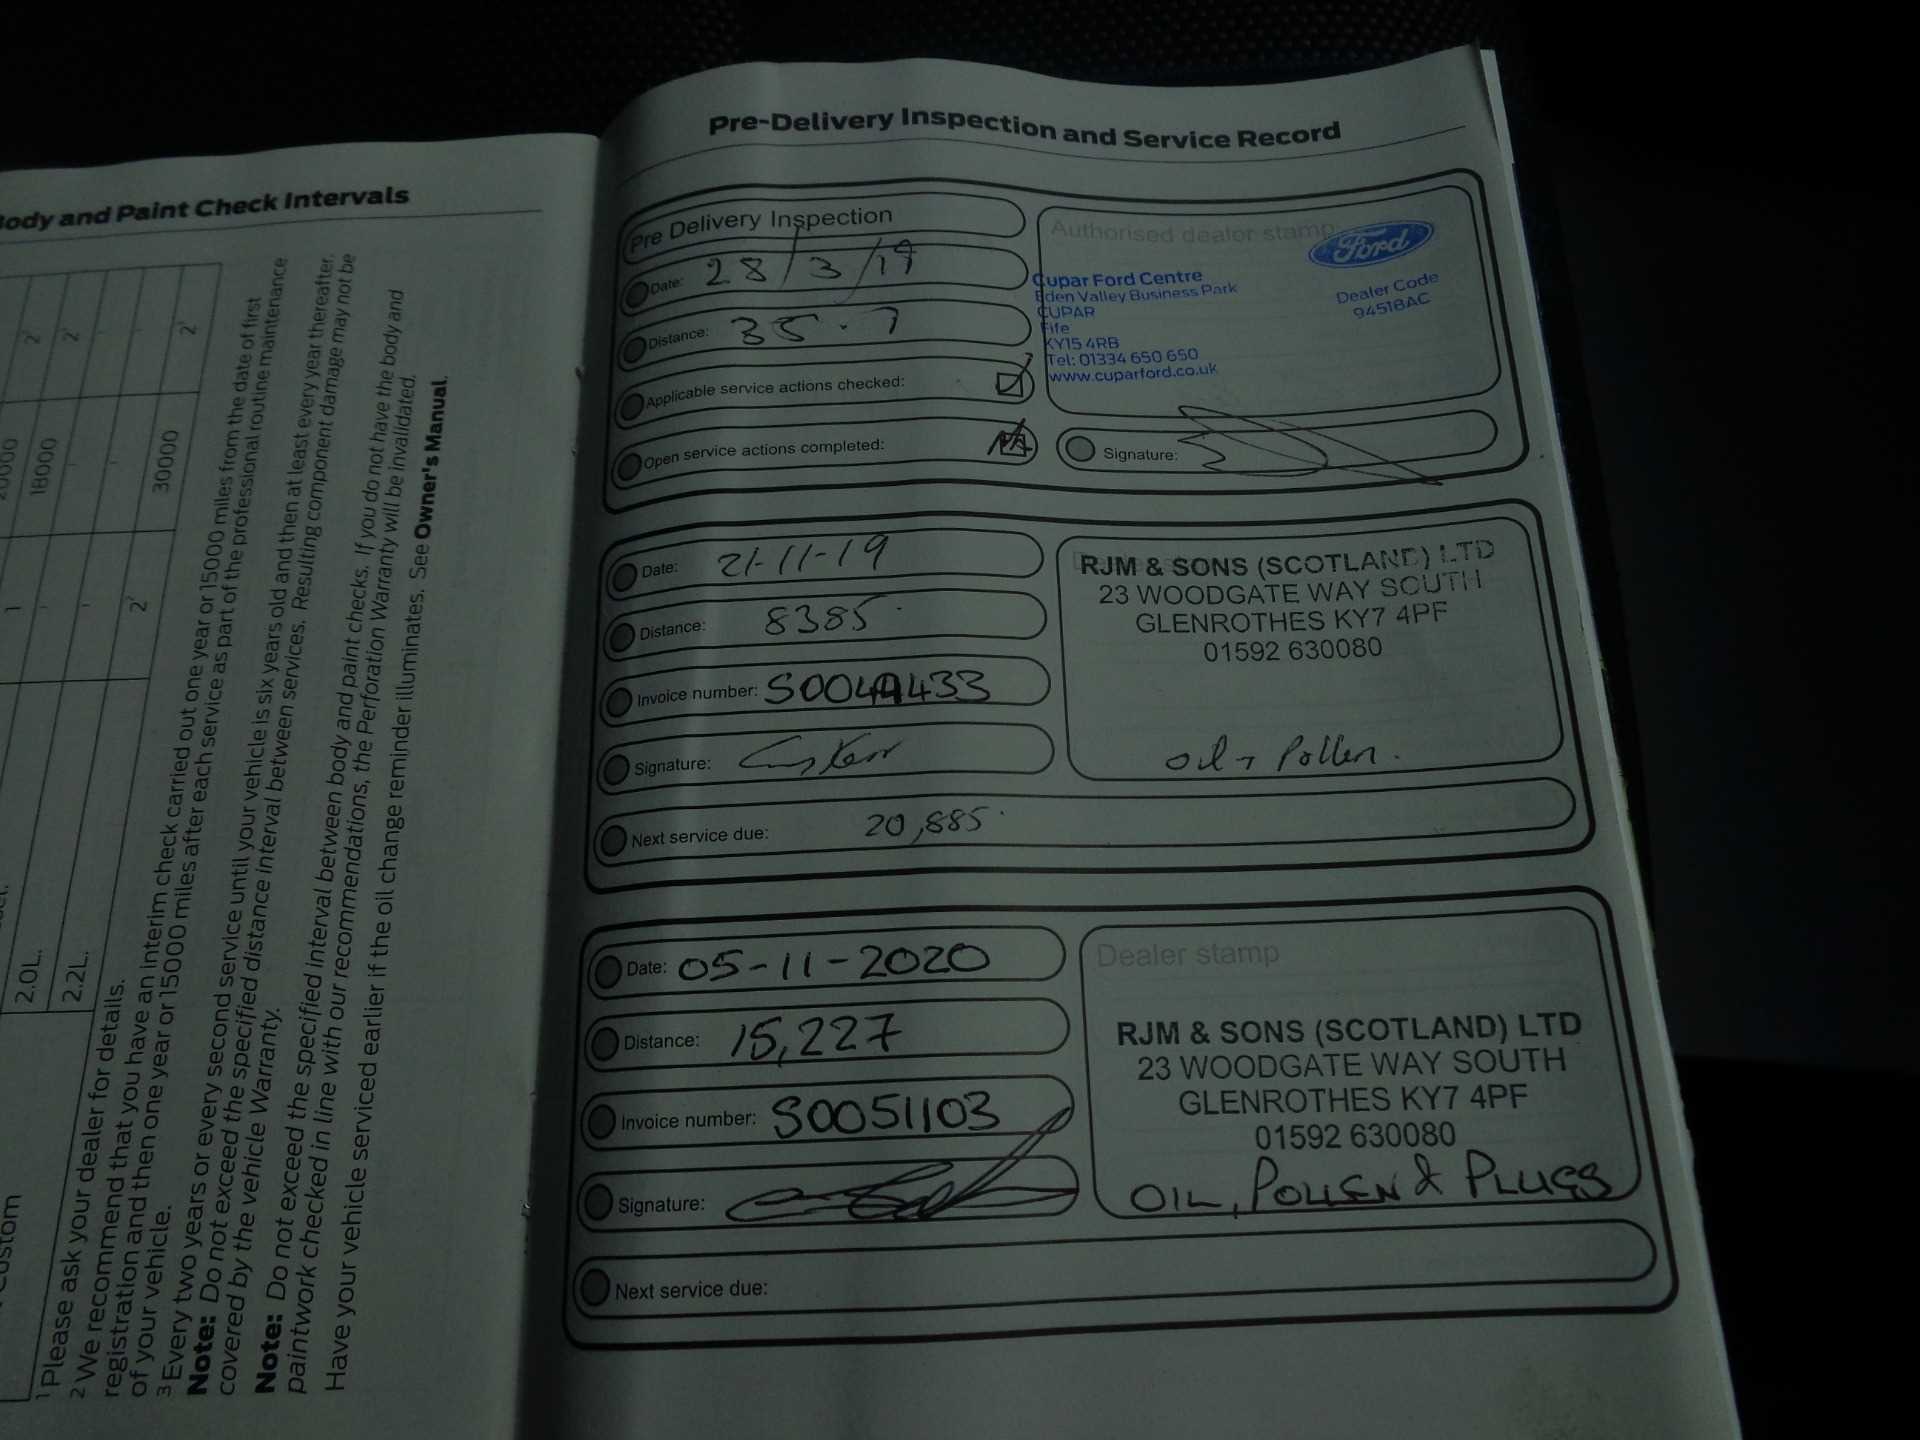 Body and Paint Check Intervals
20000
18000
30000
2.0L.
2.2L.
1 Please ask your dealer for details.
2 We recommend that you have an interim check carried out one year or 15000 miles from the date of first
registration and then one year or 15000 miles after each service as part of the professional routine maintenance
of your vehicle.
3 Every two years or every second service until your vehicle is six years old and then at least every year thereafter.
Note: Do not exceed the specified distance interval between services. Resulting component damage may not be
covered by the vehicle Warranty.
Note: Do not exceed the specified interval between body and paint checks. If you do not have the body and
paintwork checked in line with our recommendations, the Perforation Warranty will be invalidated.
Have your vehicle serviced earlier if the oil change reminder illuminates. See Owner's Manual.
Pre-Delivery Inspection and Service Record
Pre Delivery Inspection
Date: 28/3/19
Distance: 35.7
Applicable service actions checked:
Open service actions completed:
Authorised dealer stamp
Ford
Cupar Ford Centre
Eden Valley Business Park
CUPAR
Fife
KY15 4RB
Tel: 01334 650 650
www.cuparford.co.uk
Dealer Code
94518AC
Signature:
Date: 21-11-19
Distance: 8385
Invoice number: S0044433
Signature:
Next service due: 20,885
RJM & SONS (SCOTLAND) LTD
23 WOODGATE WAY SOUTH
GLENROTHES KY7 4PF
01592 630080
Oil + Pollen.
Date: 05-11-2020
Distance: 15,227
Invoice number: S0051103
Signature:
Next service due:
Dealer stamp
RJM & SONS (SCOTLAND) LTD
23 WOODGATE WAY SOUTH
GLENROTHES KY7 4PF
01592 630080
OIL, POLLEN & PLUGS